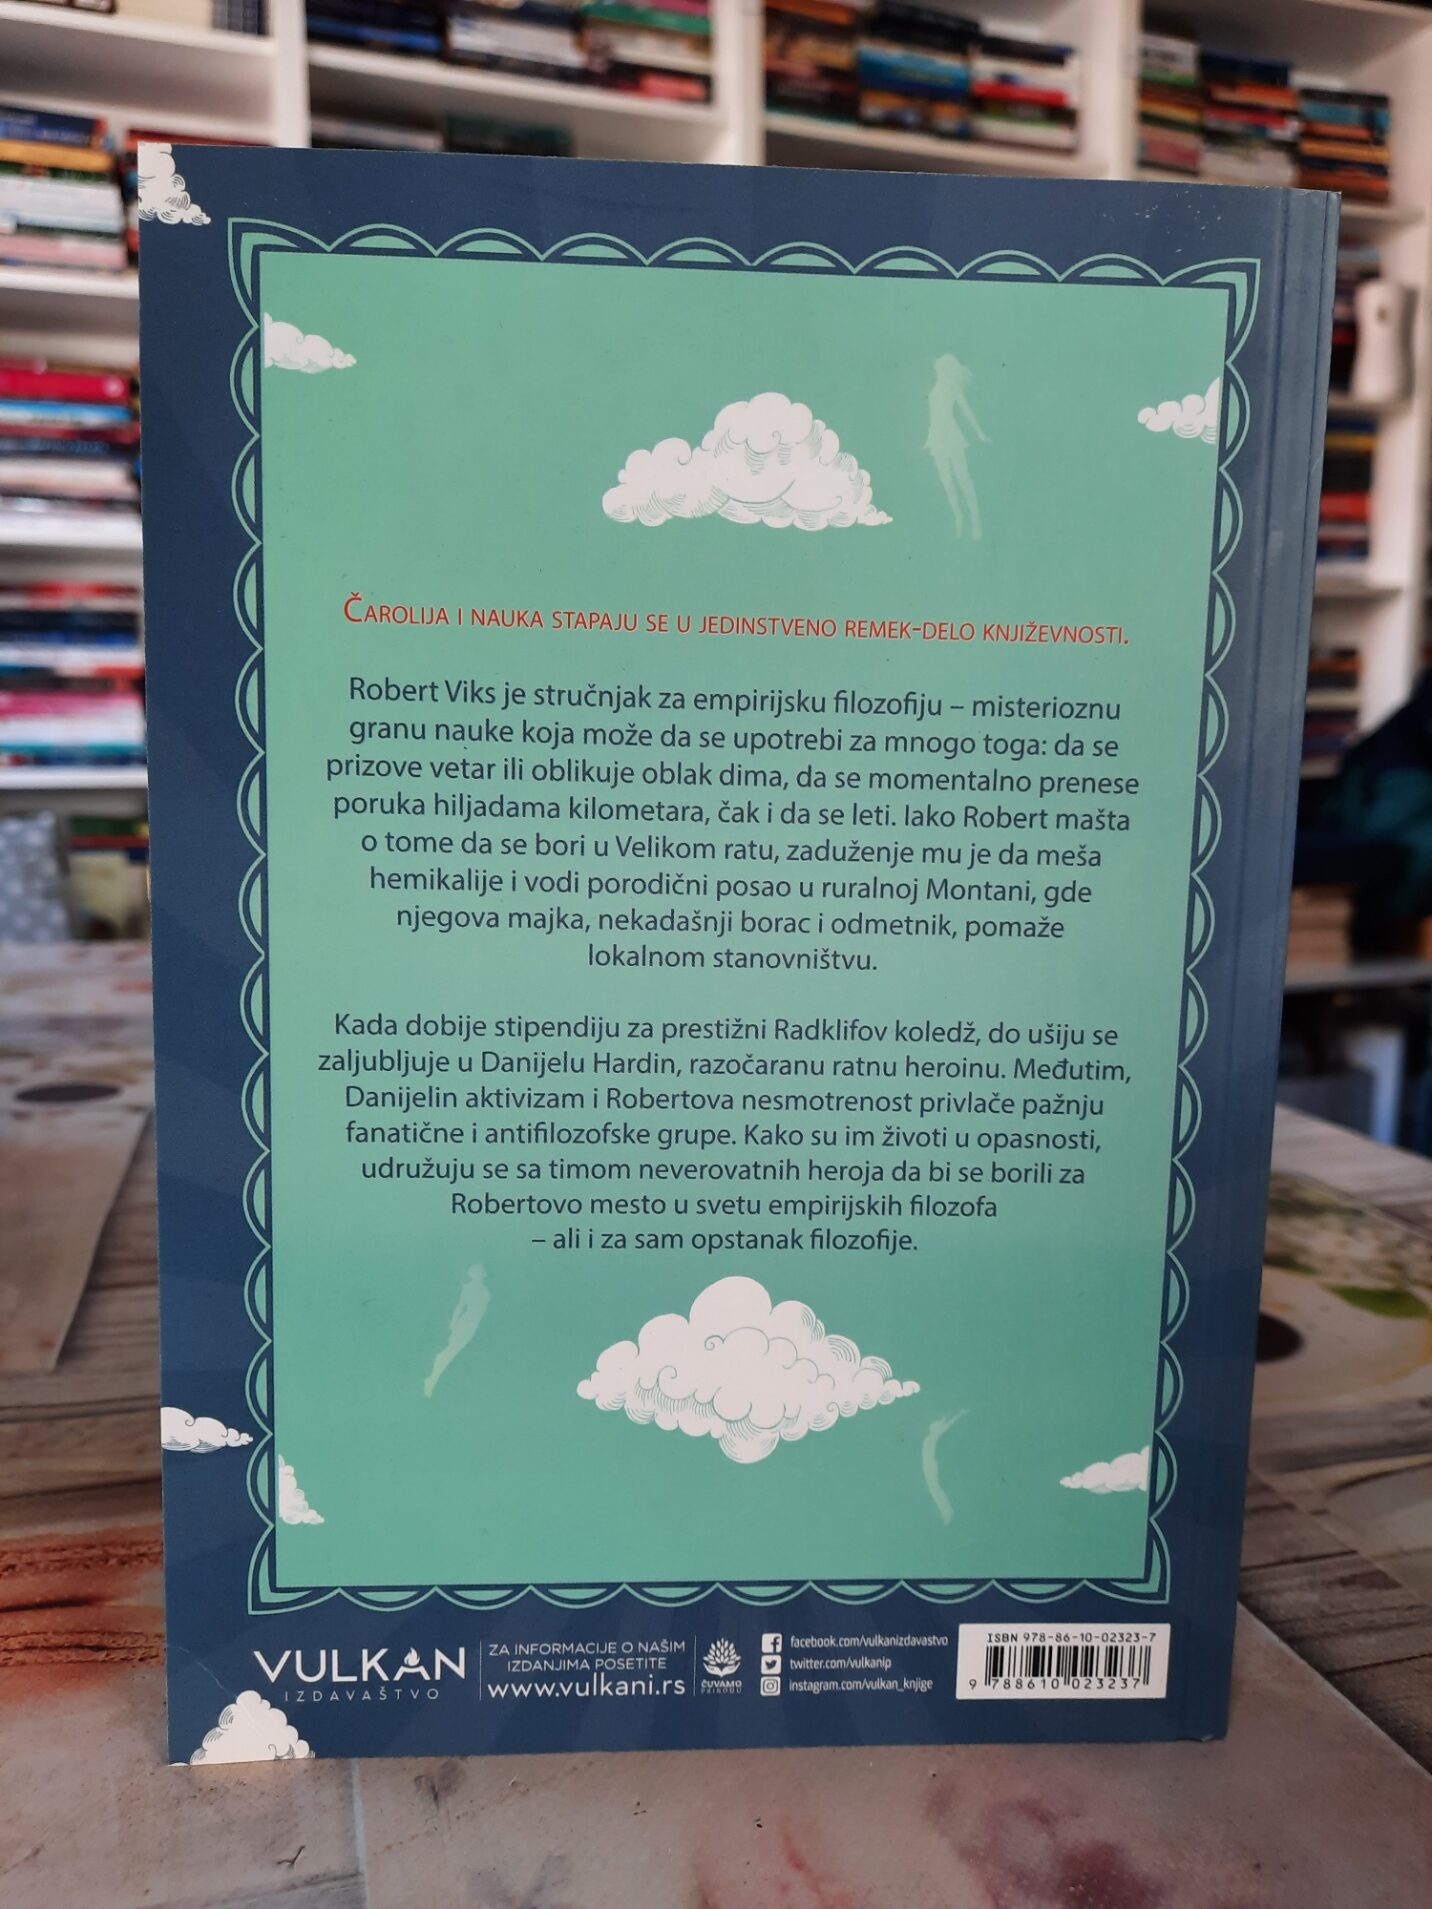 Čarolija i nauka stapaju se u jedinstveno remek-delo književnosti.
Robert Viks je stručnjak za empirijsku filozofiju – misterioznu
granu nauke koja može da se upotrebi za mnogo toga: da se
prizove vetar ili oblikuje oblak dima, da se momentalno prenese
poruka hiljadama kilometara, čak i da se leti. Iako Robert mašta
o tome da se bori u Velikom ratu, zaduženje mu je da meša
hemikalije i vodi porodični posao u ruralnoj Montani, gde
njegova majka, nekadašnji borac i odmetnik, pomaže
lokalnom stanovništvu.
Kada dobije stipendiju za prestižni Radklifov koledž, do ušiju se
zaljubljuje u Danijelu Hardin, razočaranu ratnu heroinu. Međutim,
Danijelin aktivizam i Robertova nesmotrenost privlače pažnju
fanatične i antifilozofske grupe. Kako su im životi u opasnosti,
udružuju se sa timom neverovatnih heroja da bi se borili za
Robertovo mesto u svetu empirijskih filozofa
– ali i za sam opstanak filozofije.
VULKAN
IZDAVAŠTVO
ZA INFORMACIJE O NAŠIM
IZDANJIMA POSETITE
www.vulkani.rs
ČUVAMO
PRIRODU
facebook.com/vulkanizdavastvo
twitter.com/vulkanip
instagram.com/vulkan_knjige
ISBN 978-86-10-02323-7
9 788610 023237